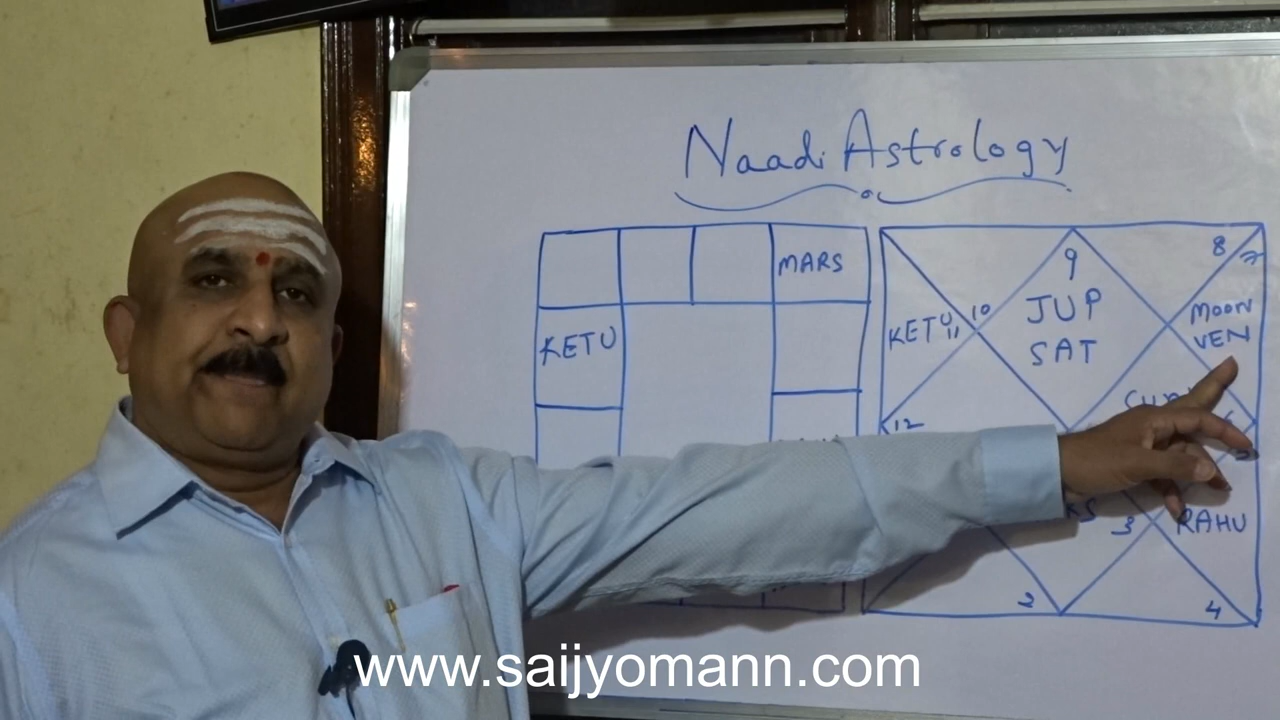 Naadi Astrology
MARS
KETU
9
JUP
SAT
8
7
MOON
VEN
KETU
10
11
12
3
RAHU
2
4
www.saijyomann.com